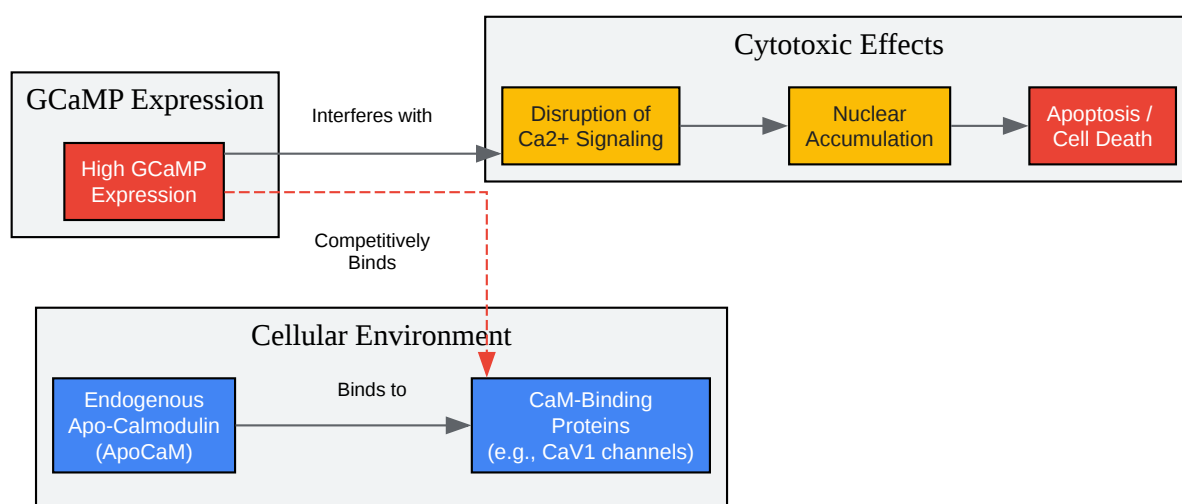 Cytotoxic Effects
GCaMP Expression
Interferes with
Disruption of
Ca2+ Signaling
Nuclear
Accumulation
Apoptosis /
Cell Death
High GCaMP
Expression
Competitively
Binds
Cellular Environment
Endogenous
Apo-Calmodulin
(ApoCaM)
Binds to
CaM-Binding
Proteins
(e.g., CaV1 channels)